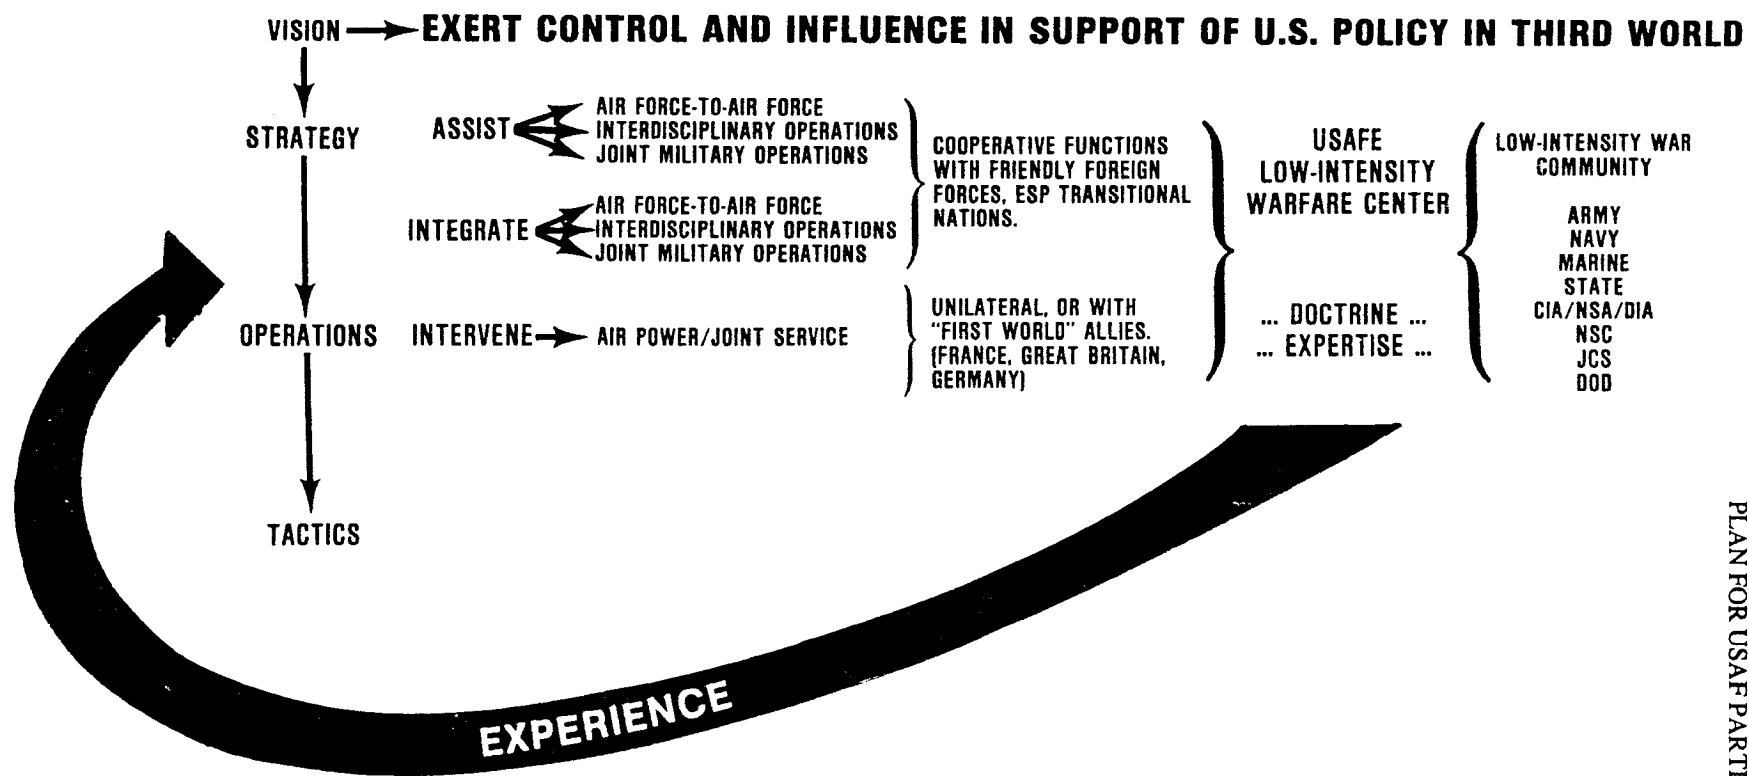 VISION
EXERT CONTROL AND INFLUENCE IN SUPPORT OF U.S. POLICY IN THIRD WORLD
STRATEGY
ASSIST
AIR FORCE-TO-AIR FORCE
INTERDISCIPLINARY OPERATIONS
JOINT MILITARY OPERATIONS
INTEGRATE
AIR FORCE-TO-AIR FORCE
INTERDISCIPLINARY OPERATIONS
JOINT MILITARY OPERATIONS
COOPERATIVE FUNCTIONS
WITH FRIENDLY FOREIGN
FORCES, ESP TRANSITIONAL
NATIONS.
OPERATIONS
INTERVENE
AIR POWER/JOINT SERVICE
UNILATERAL, OR WITH
"FIRST WORLD" ALLIES.
(FRANCE, GREAT BRITAIN,
GERMANY)
USAFE
LOW-INTENSITY
WARFARE CENTER
... DOCTRINE ...
... EXPERTISE ...
LOW-INTENSITY WAR
COMMUNITY
ARMY
NAVY
MARINE
STATE
CIA/NSA/DIA
NSC
JCS
DOD
TACTICS
EXPERIENCE
PLAN FOR USAF